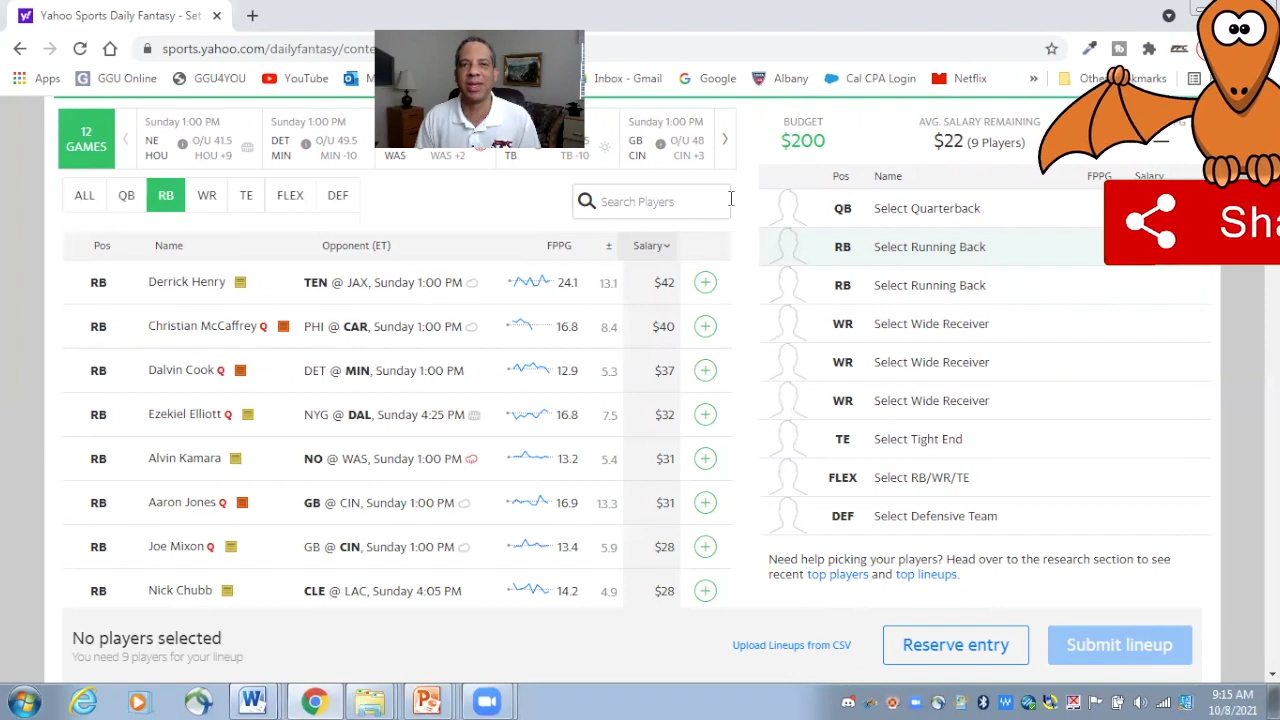 Yahoo Sports Daily Fantasy - Set
sports.yahoo.com/dailyfantasy/conte
Apps
GGU Online
GGU4YOU
YouTube
M
Inbox - Gmail
Google
Albany
Cal CPA Login
Netflix
»
Othe
okmarks
12 GAMES
Sunday 1:00 PM
NE O/U 41.5
HOU HOU +9
Sunday 1:00 PM
DET O/U 49.5
MIN MIN -10
WAS WAS +2
TB TB -10
Sunday 1:00 PM
GB O/U 48
CIN CIN +3
BUDGET
$200
AVG. SALARY REMAINING
$22 (9 Players)
ALL QB RB WR TE FLEX DEF
Search Players
Pos Name Opponent (ET) FPPG ± Salary
RB Derrick Henry TEN @ JAX, Sunday 1:00 PM 24.1 13.1 $42
RB Christian McCaffrey Q PHI @ CAR, Sunday 1:00 PM 16.8 8.4 $40
RB Dalvin Cook Q DET @ MIN, Sunday 1:00 PM 12.9 5.3 $37
RB Ezekiel Elliott Q NYG @ DAL, Sunday 4:25 PM 16.8 7.5 $32
RB Alvin Kamara NO @ WAS, Sunday 1:00 PM 13.2 5.4 $31
RB Aaron Jones Q GB @ CIN, Sunday 1:00 PM 16.9 13.3 $31
RB Joe Mixon Q GB @ CIN, Sunday 1:00 PM 13.4 5.9 $28
RB Nick Chubb CLE @ LAC, Sunday 4:05 PM 14.2 4.9 $28
Pos Name FPPG Salary
QB Select Quarterback
RB Select Running Back
RB Select Running Back
WR Select Wide Receiver
WR Select Wide Receiver
WR Select Wide Receiver
TE Select Tight End
FLEX Select RB/WR/TE
DEF Select Defensive Team
Sha
Need help picking your players? Head over to the research section to see
recent top players and top lineups.
No players selected
You need 9 players for your lineup
Upload Lineups from CSV
Reserve entry
Submit lineup
9:15 AM
10/8/2021